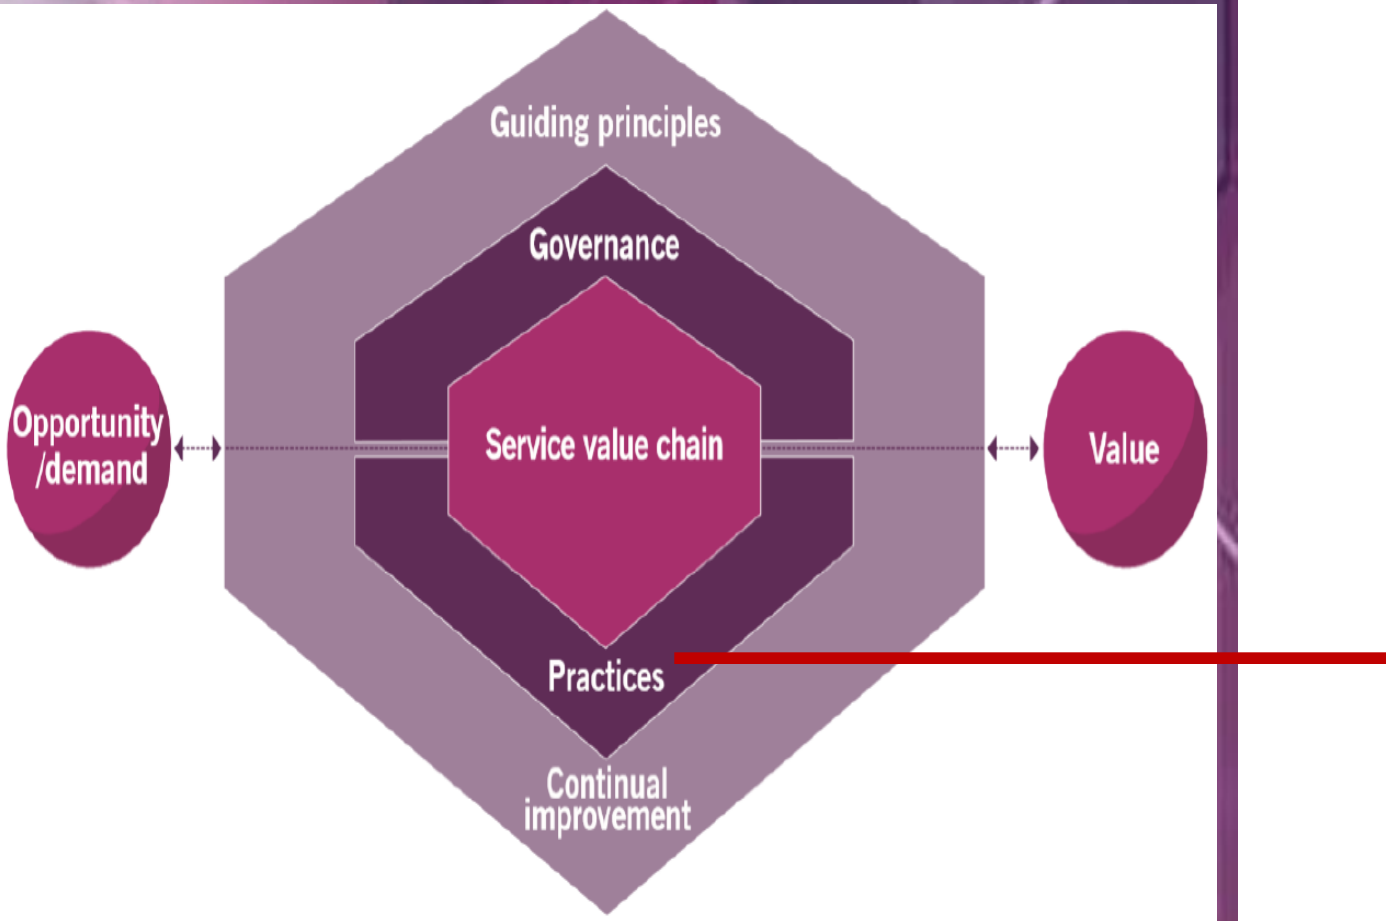 Guiding principles
Governance
Opportunity
/demand
Service value chain
Value
Practices
Continual
improvement